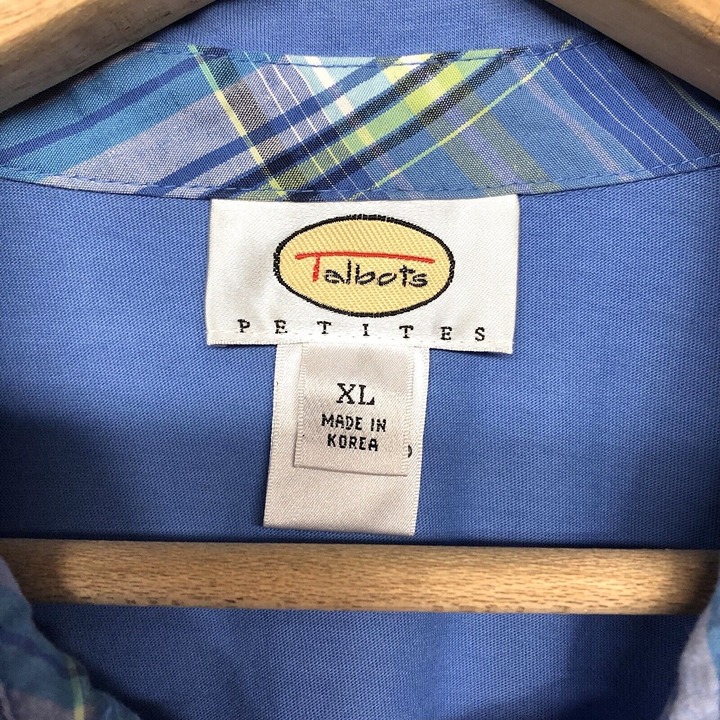 Talbots
PETITES
XL
MADE IN
KOREA